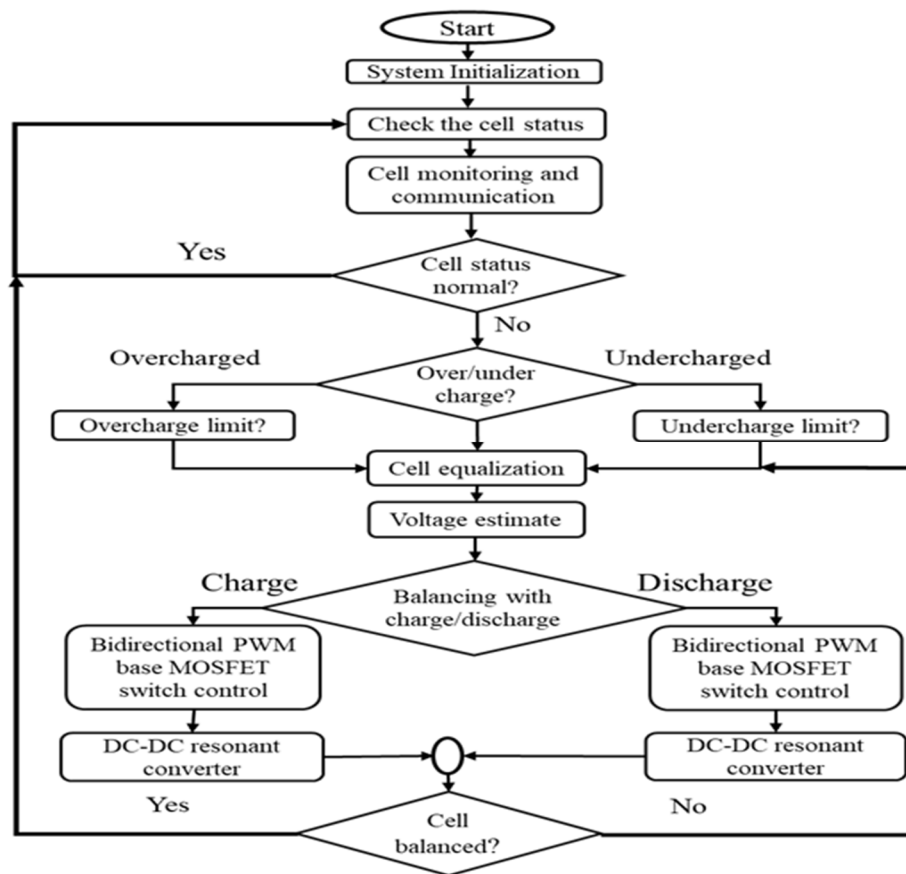 Start
System Initialization
Check the cell status
Cell monitoring and
communication
Yes
Cell status
normal?
No
Overcharged
Undercharged
Over/under
charge?
Overcharge limit?
Undercharge limit?
Cell equalization
Voltage estimate
Charge
Discharge
Balancing with
charge/discharge
Bidirectional PWM
base MOSFET
switch control
Bidirectional PWM
base MOSFET
switch control
DC-DC resonant
converter
DC-DC resonant
converter
Yes
No
Cell
balanced?